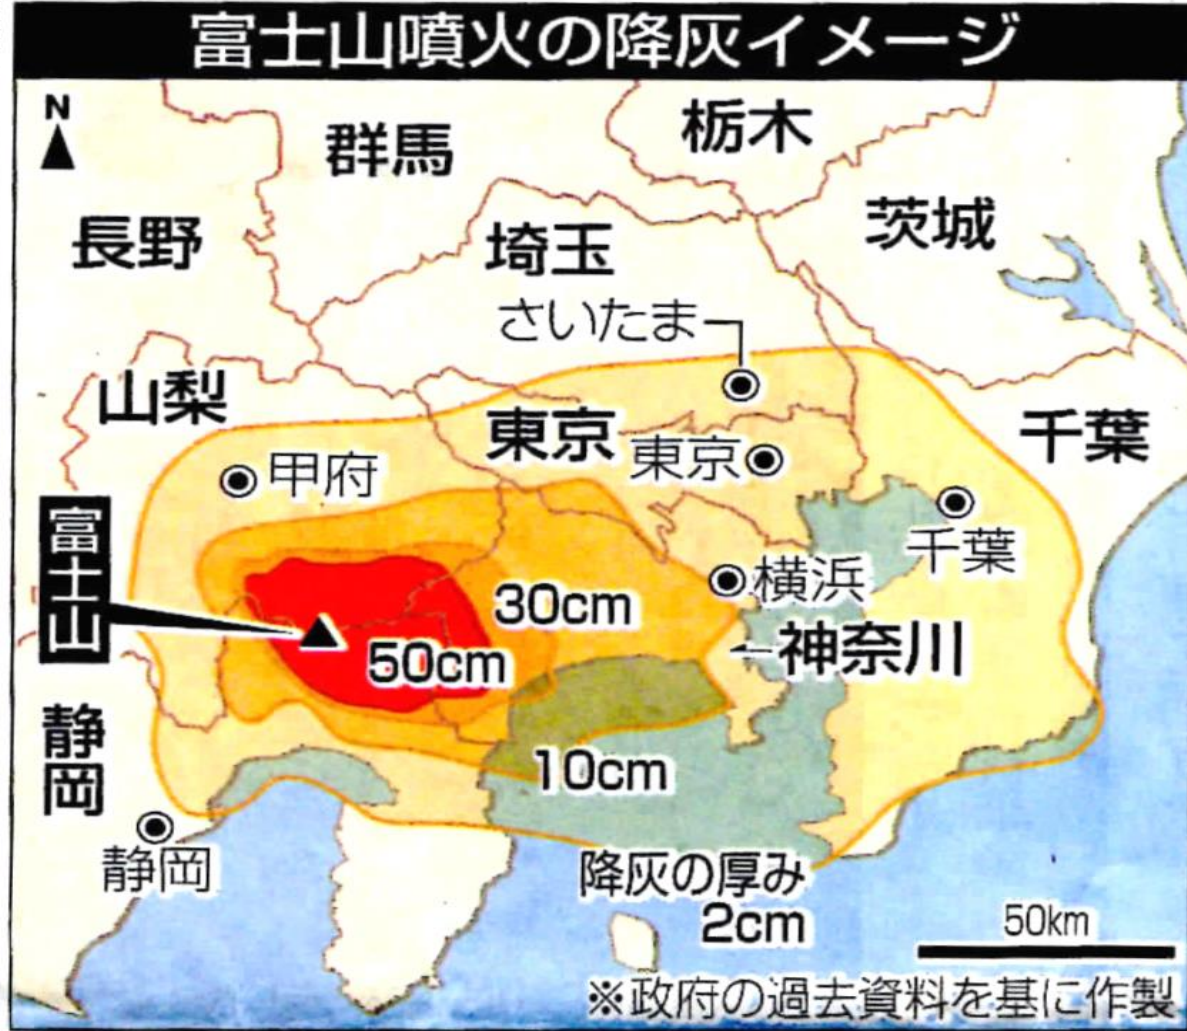 富士山噴火の降灰イメージ
N
群馬
栃木
長野
埼玉
茨城
さいたま
山梨
東京
東京
千葉
甲府
富士山
千葉
横浜
30cm
50cm
神奈川
静岡
10cm
静岡
降灰の厚み
2cm
50km
※政府の過去資料を基に作製